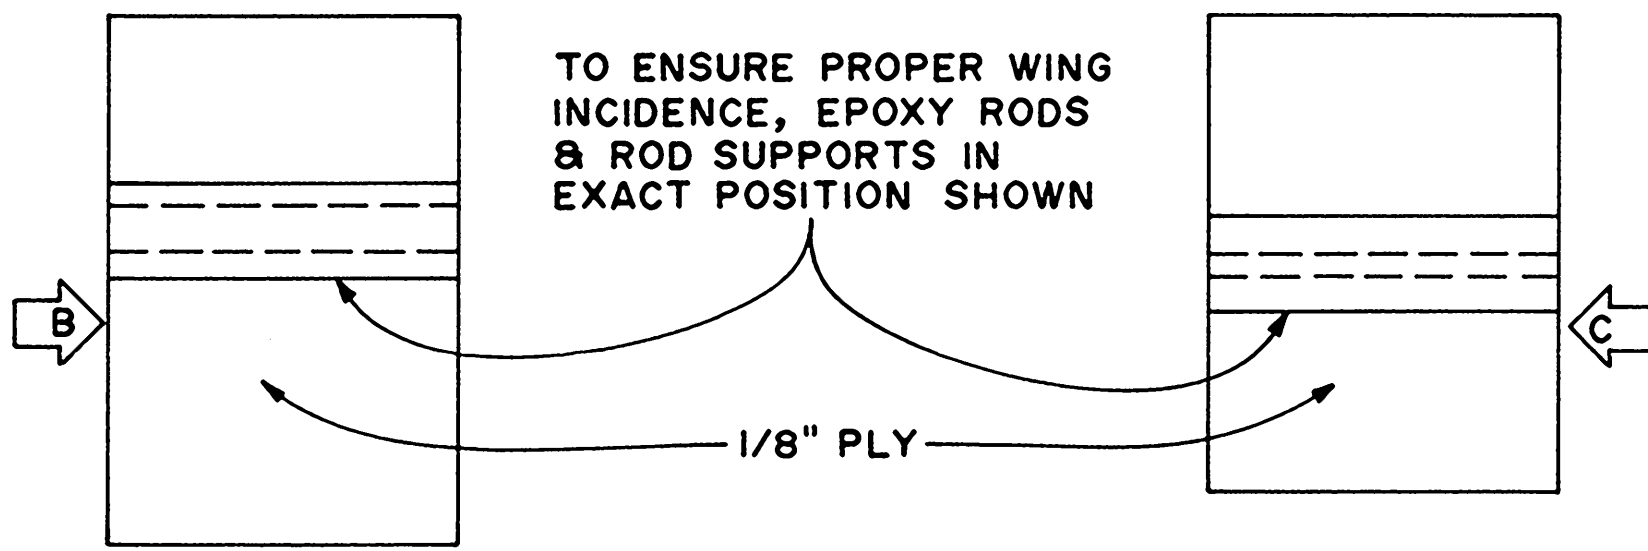 TO ENSURE PROPER WING
INCIDENCE, EPOXY RODS
& ROD SUPPORTS IN
EXACT POSITION SHOWN
B
C
1/8" PLY